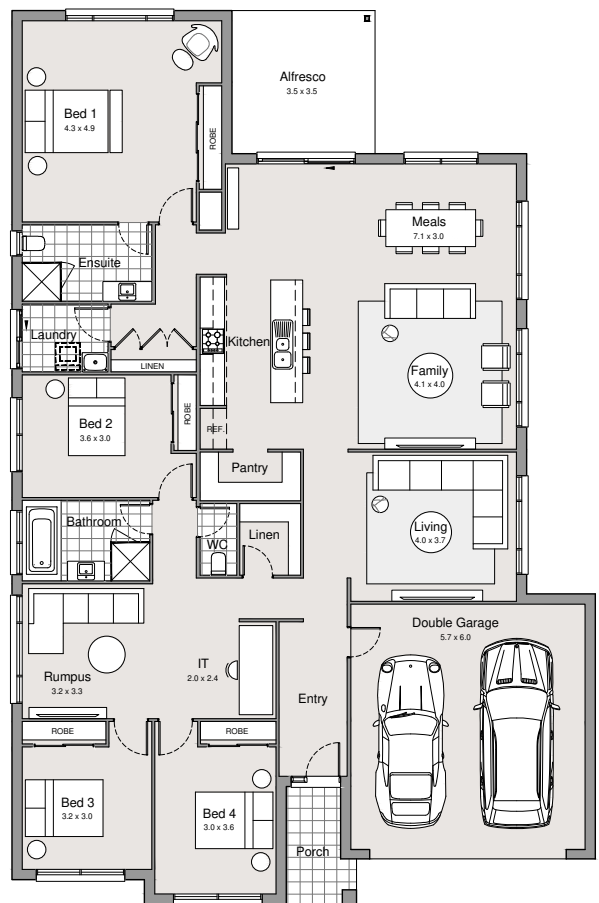 Alfresco
3.5 x 3.5
Bed 1
4.3 x 4.9
ROBE
Meals
7.1 x 3.0
Ensuite
Laundry
LINEN
Kitchen
Family
4.1 x 4.0
Bed 2
3.6 x 3.0
ROBE
REF.
Pantry
Bathroom
WC
Linen
Living
4.0 x 3.7
Double Garage
5.7 x 6.0
Rumpus
3.2 x 3.3
IT
2.0 x 2.4
Entry
ROBE
ROBE
Bed 3
3.2 x 3.0
Bed 4
3.0 x 3.6
Porch